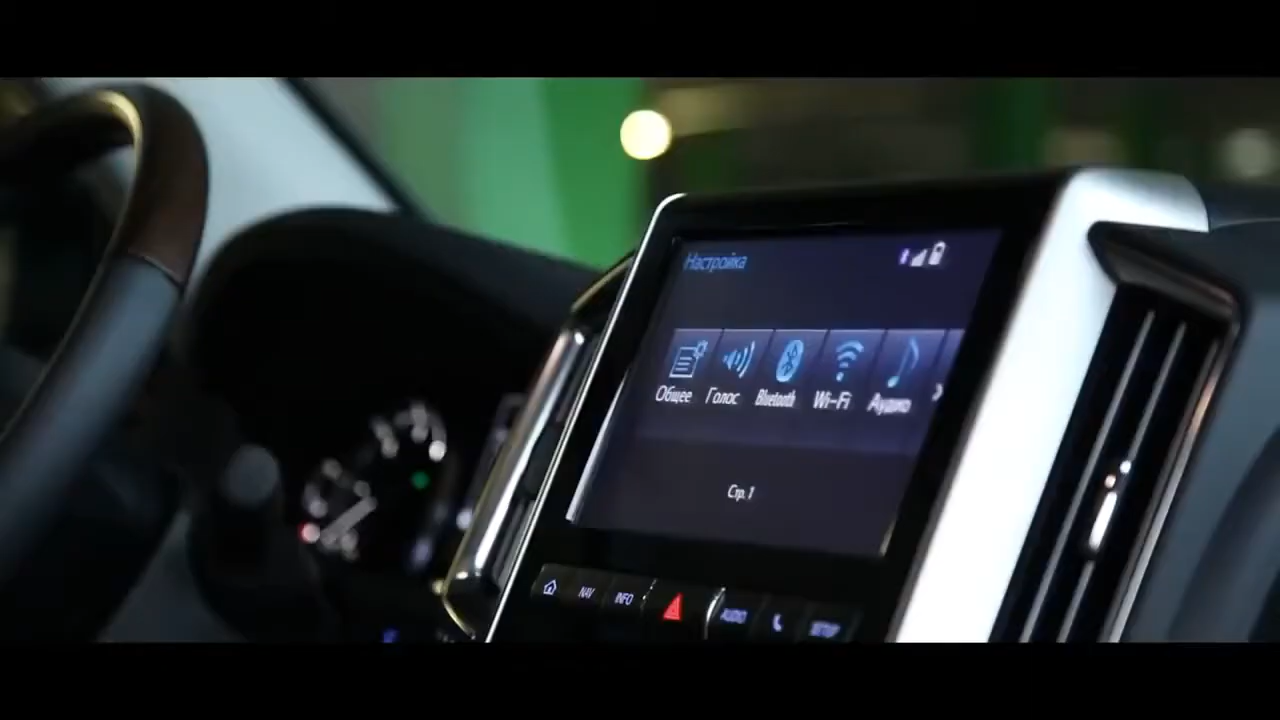 Настройка
Общее Голос Bluetooth Wi-Fi Аудио
Стр. 1
NAV INFO AUDIO SETUP